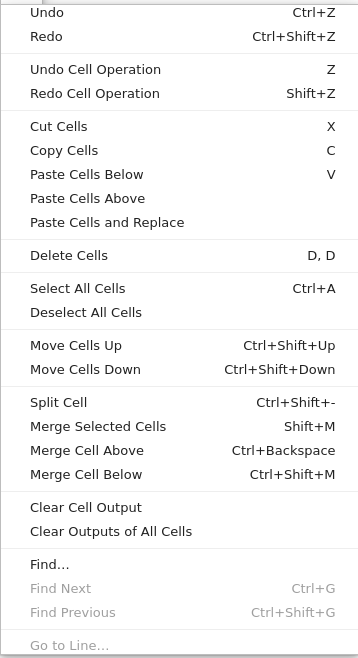 Undo Ctrl+Z
Redo Ctrl+Shift+Z
Undo Cell Operation Z
Redo Cell Operation Shift+Z
Cut Cells X
Copy Cells C
Paste Cells Below V
Paste Cells Above
Paste Cells and Replace
Delete Cells D, D
Select All Cells Ctrl+A
Deselect All Cells
Move Cells Up Ctrl+Shift+Up
Move Cells Down Ctrl+Shift+Down
Split Cell Ctrl+Shift+-
Merge Selected Cells Shift+M
Merge Cell Above Ctrl+Backspace
Merge Cell Below Ctrl+Shift+M
Clear Cell Output
Clear Outputs of All Cells
Find…
Find Next Ctrl+G
Find Previous Ctrl+Shift+G
Go to Line…